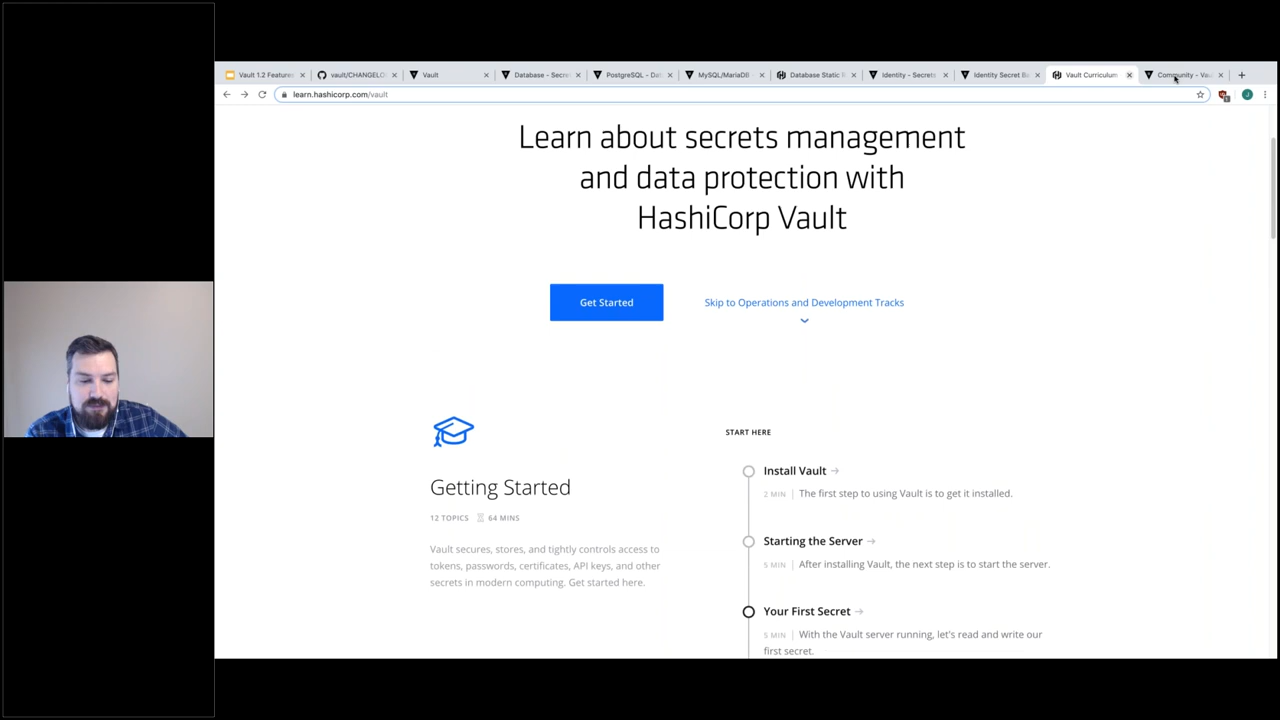 Vault 1.2 Features
vault/CHANGELO
Vault
Database - Secre
PostgreSQL - Dat
MySQL/MariaDB -
Database Static R
Identity - Secrets
Identity Secret Ba
Vault Curriculum
Community - Vau
learn.hashicorp.com/vault
J
Learn about secrets management
and data protection with
HashiCorp Vault
Get Started
Skip to Operations and Development Tracks
START HERE
Getting Started
12 TOPICS 64 MINS
Vault secures, stores, and tightly controls access to
tokens, passwords, certificates, API keys, and other
secrets in modern computing. Get started here.
Install Vault →
2 MIN | The first step to using Vault is to get it installed.
Starting the Server →
5 MIN | After installing Vault, the next step is to start the server.
Your First Secret →
5 MIN | With the Vault server running, let's read and write our
first secret.